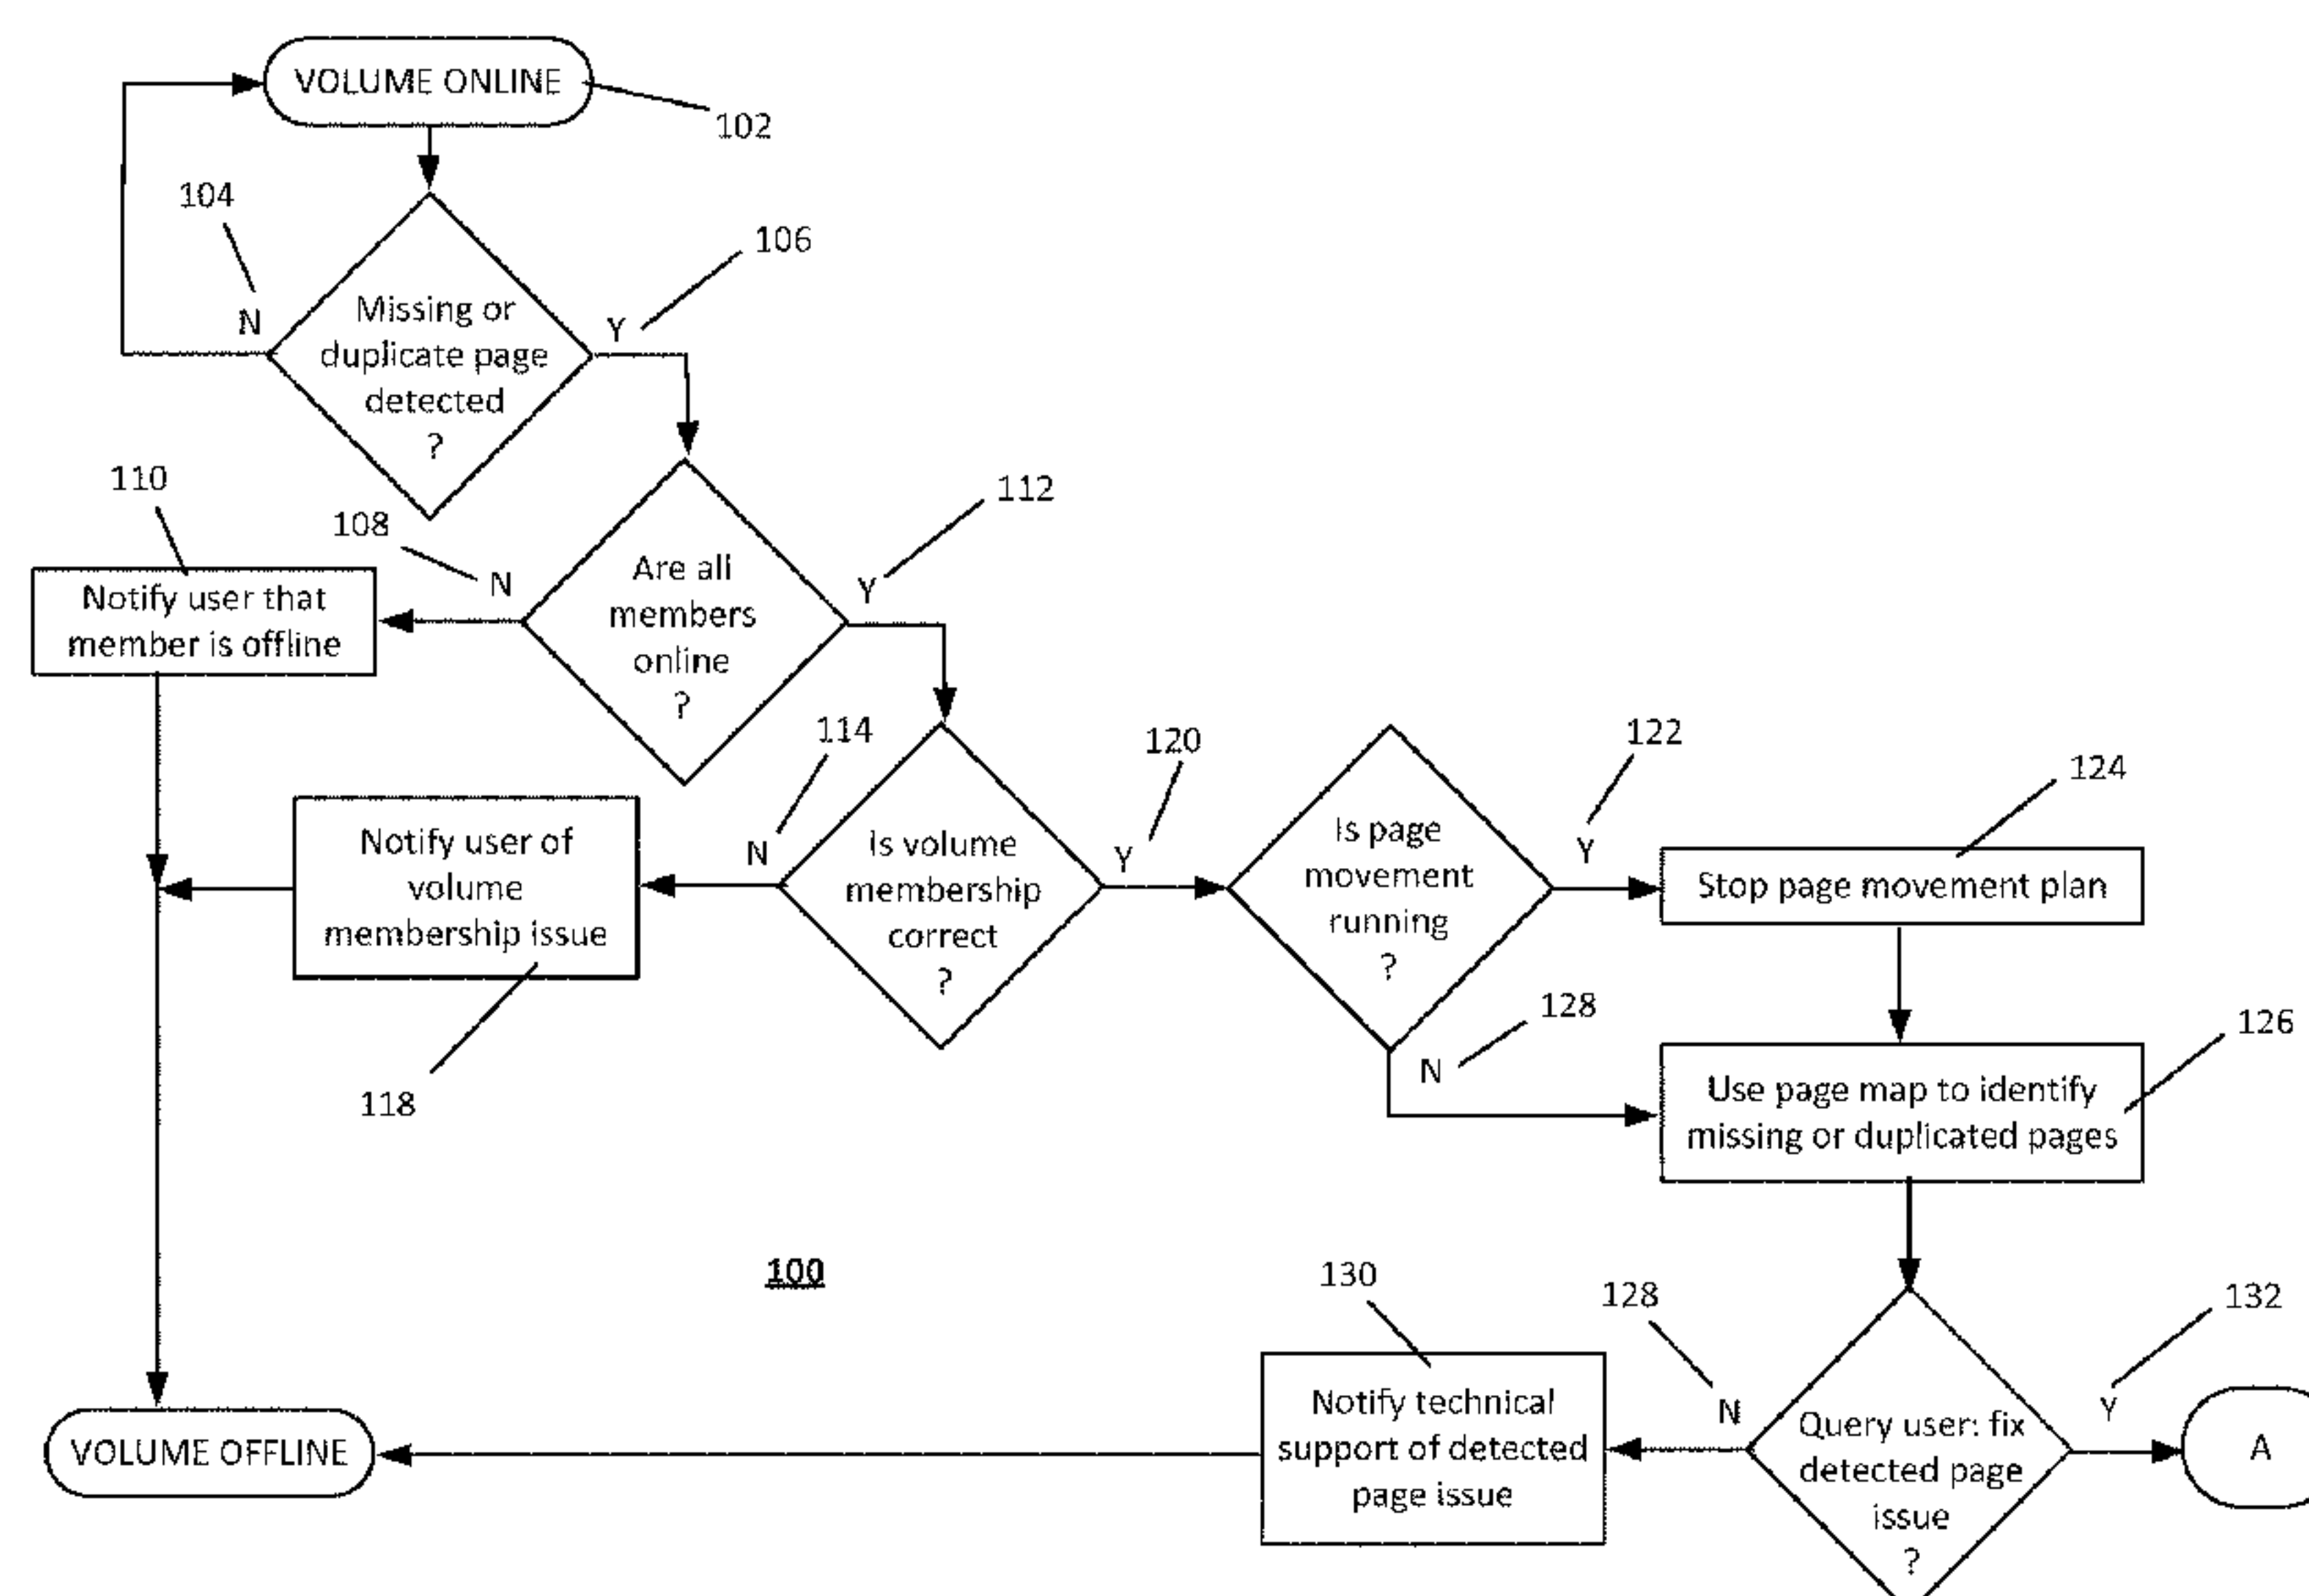 VOLUME ONLINE
102
104
106
N
Y
Missing or
duplicate page
detected
?
110
108
112
N
Y
Notify user that
member is offline
Are all
members
online
?
114
120
122
124
N
Y
Y
Notify user of
volume
membership issue
Is volume
membership
correct
?
Is page
movement
running
?
Stop page movement plan
118
128
N
126
Use page map to identify
missing or duplicated pages
100
130
128
132
N
Y
VOLUME OFFLINE
Notify technical
support of detected
page issue
Query user: fix
detected page
issue
?
A